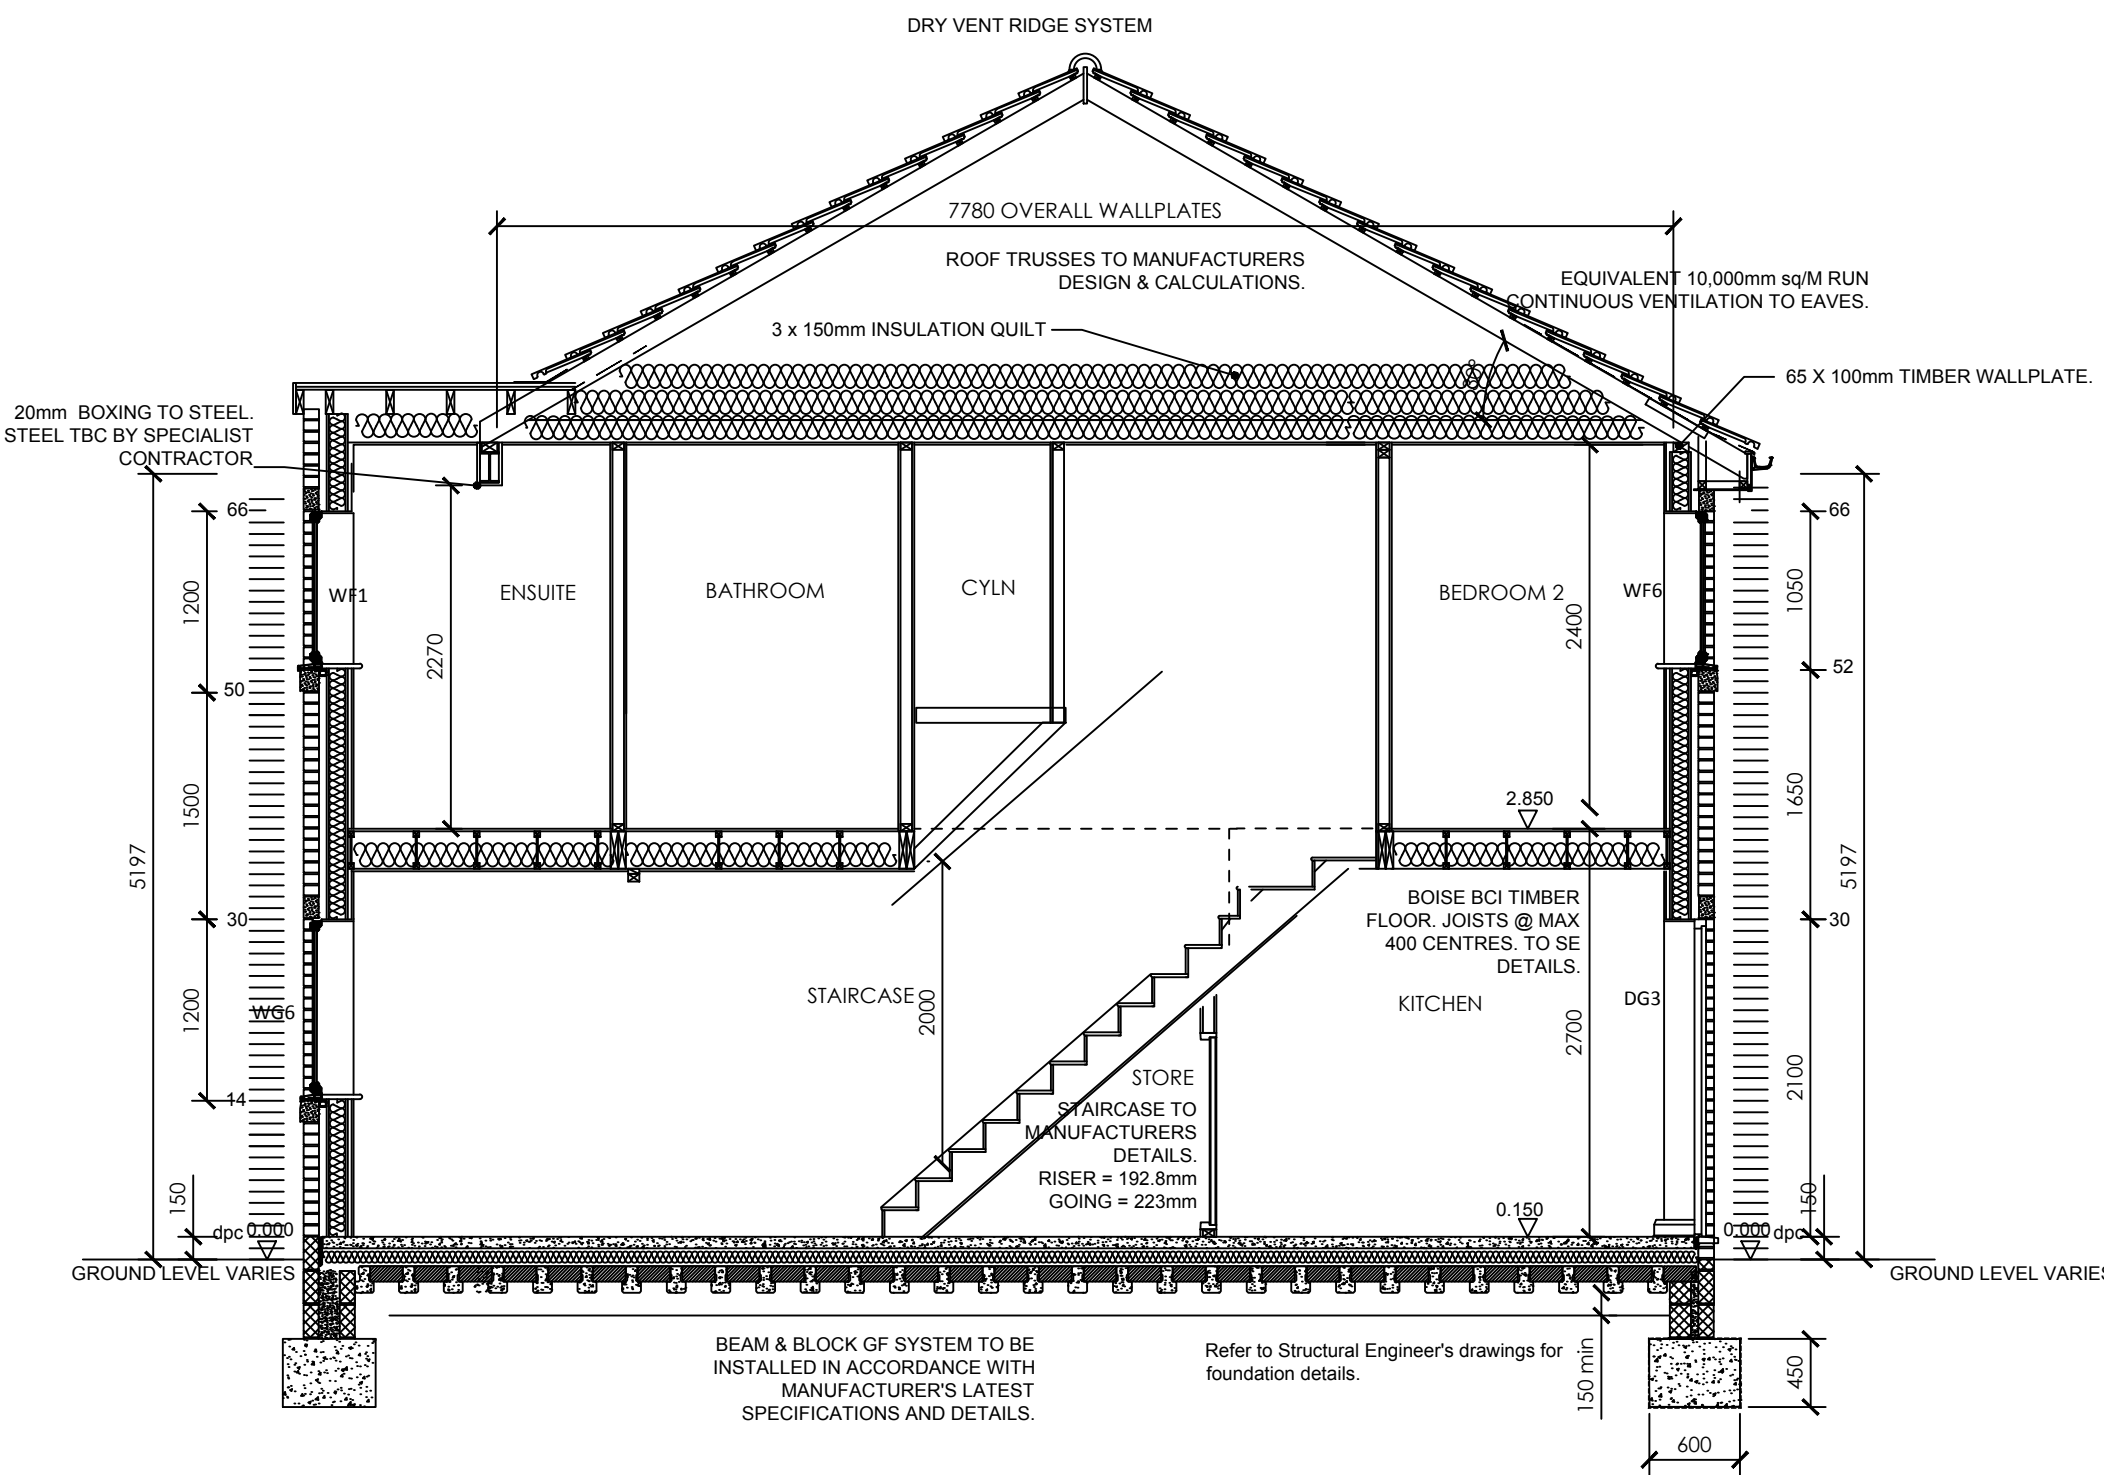 DRY VENT RIDGE SYSTEM
7780 OVERALL WALLPLATES
ROOF TRUSSES TO MANUFACTURERS
DESIGN & CALCULATIONS.
EQUIVALENT 10,000mm sq/M RUN
CONTINUOUS VENTILATION TO EAVES.
3 x 150mm INSULATION QUILT
65 X 100mm TIMBER WALLPLATE.
20mm BOXING TO STEEL.
STEEL TBC BY SPECIALIST
CONTRACTOR
66
66
1200
WF1
ENSUITE
BATHROOM
CYLN
BEDROOM 2
WF6
1050
2270
2400
50
52
1500
2.850
1650
5197
5197
30
30
BOISE BCI TIMBER
FLOOR. JOISTS @ MAX
400 CENTRES. TO SE
DETAILS.
1200
WG6
STAIRCASE
2000
KITCHEN
DG3
2700
14
STORE
2100
STAIRCASE TO
MANUFACTURERS
DETAILS.
RISER = 192.8mm
GOING = 223mm
150
150
0.150
dpc 0.000
0.000 dpc
GROUND LEVEL VARIES
GROUND LEVEL VARIES
BEAM & BLOCK GF SYSTEM TO BE
INSTALLED IN ACCORDANCE WITH
MANUFACTURER'S LATEST
SPECIFICATIONS AND DETAILS.
Refer to Structural Engineer's drawings for
foundation details.
150 min
450
600